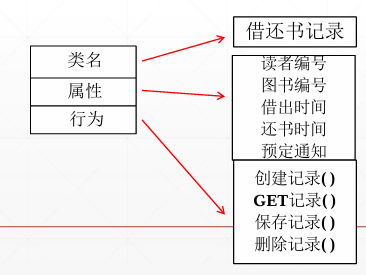 类名
属性
行为
借还书记录
读者编号
图书编号
借出时间
还书时间
预定通知
创建记录( )
GET记录( )
保存记录( )
删除记录( )